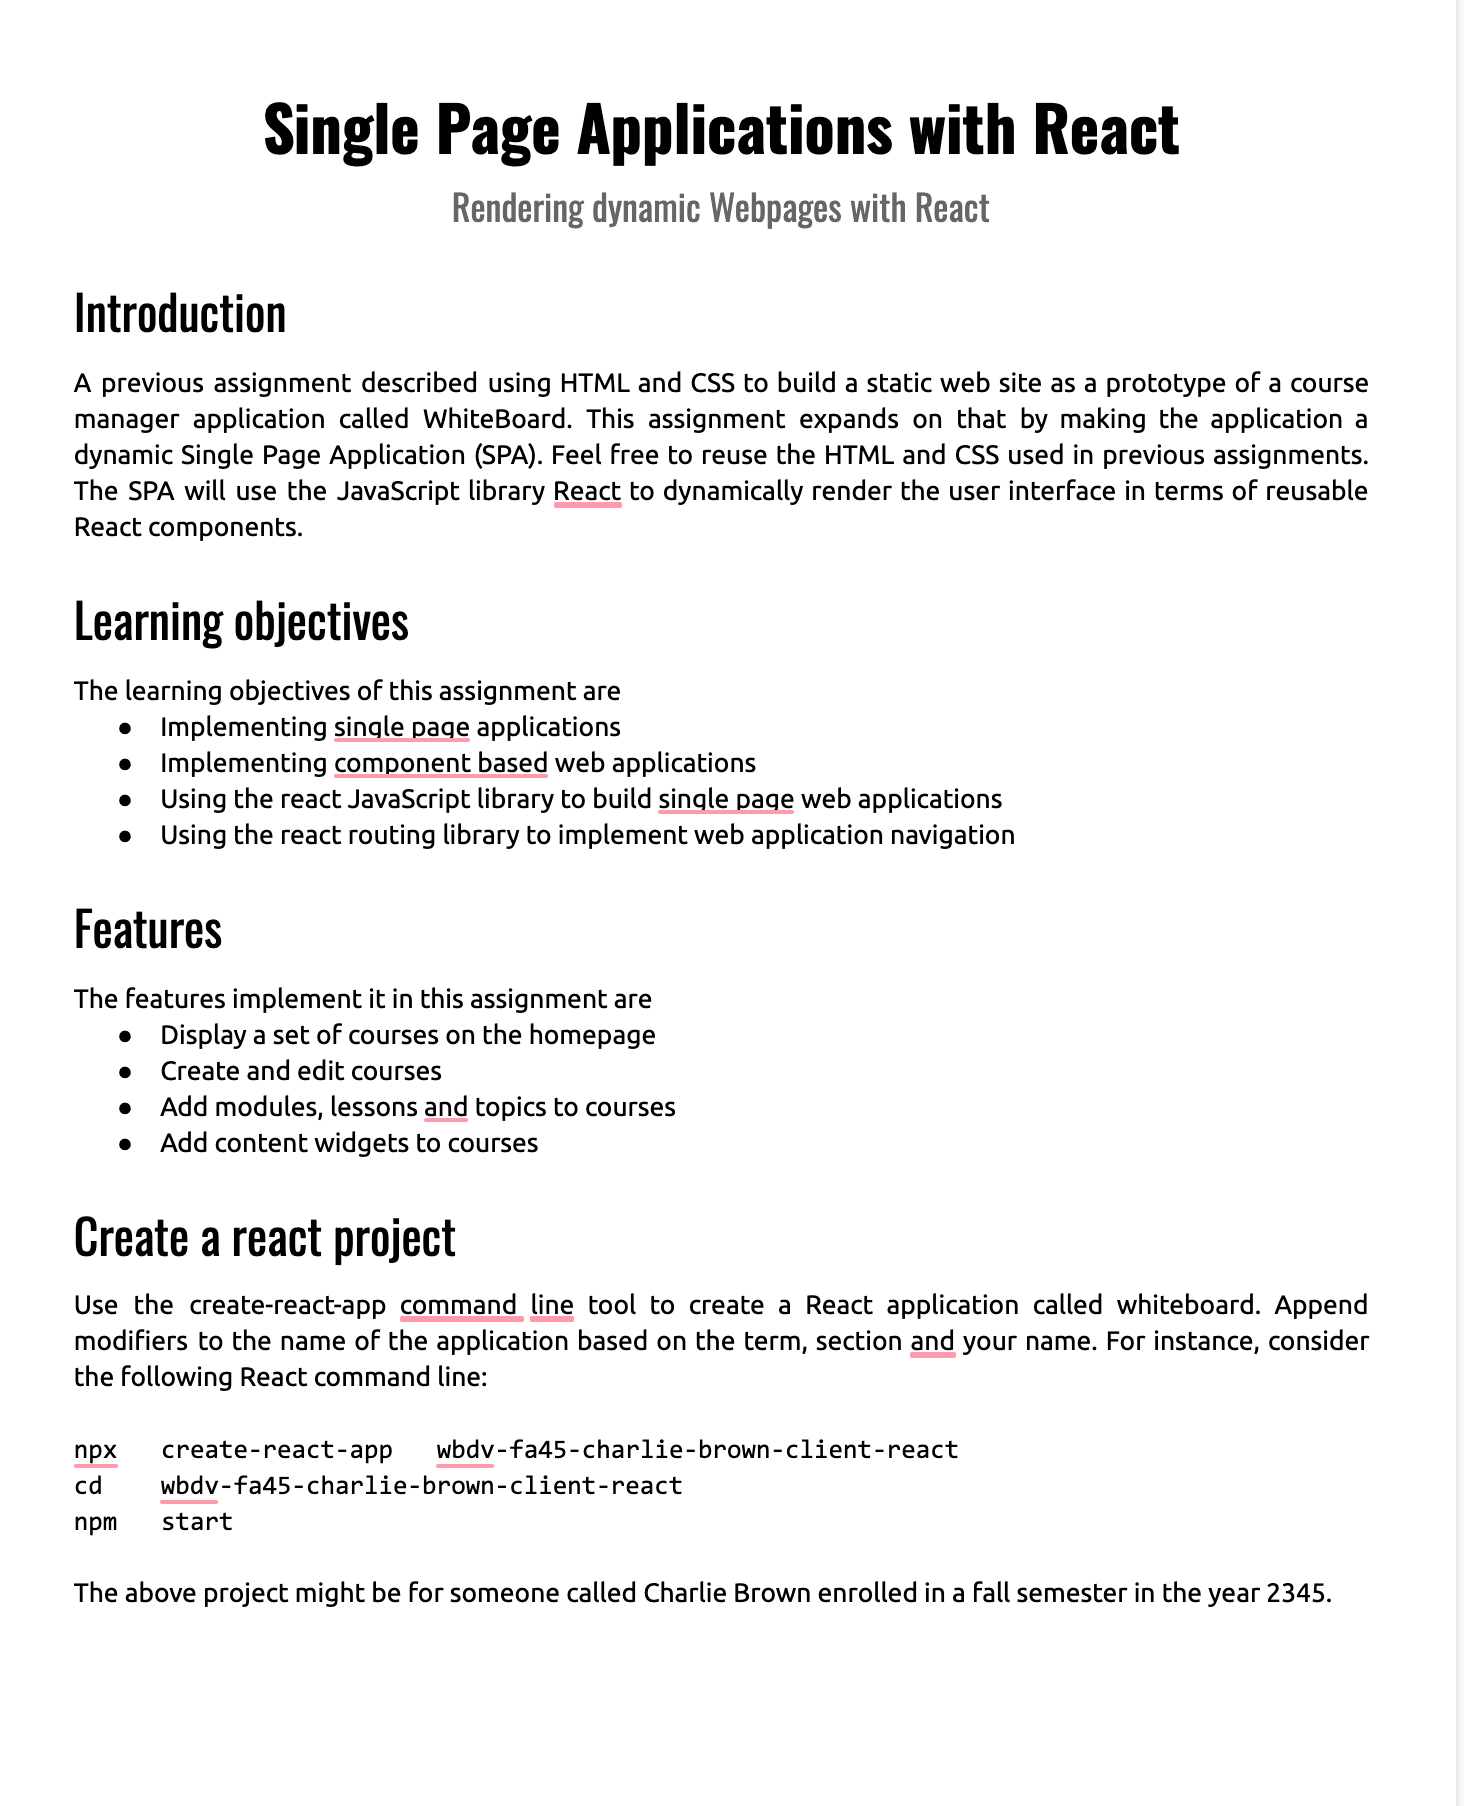 Single Page Applications with React
Rendering dynamic Webpages with React
Introduction
A previous assignment described using HTML and CSS to build a static web site as a prototype of a course
manager application called WhiteBoard. This assignment expands on that by making the application a
dynamic Single Page Application (SPA). Feel free to reuse the HTML and CSS used in previous assignments.
The SPA will use the JavaScript library React to dynamically render the user interface in terms of reusable
React components.
Learning objectives
The learning objectives of this assignment are
● Implementing single page applications
● Implementing component based web applications
● Using the react JavaScript library to build single page web applications
● Using the react routing library to implement web application navigation
Features
The features implement it in this assignment are
● Display a set of courses on the homepage
● Create and edit courses
● Add modules, lessons and topics to courses
● Add content widgets to courses
Create a react project
Use the create-react-app command line tool to create a React application called whiteboard. Append
modifiers to the name of the application based on the term, section and your name. For instance, consider
the following React command line:
npx create-react-app wbdv-fa45-charlie-brown-client-react
cd wbdv-fa45-charlie-brown-client-react
npm start
The above project might be for someone called Charlie Brown enrolled in a fall semester in the year 2345.